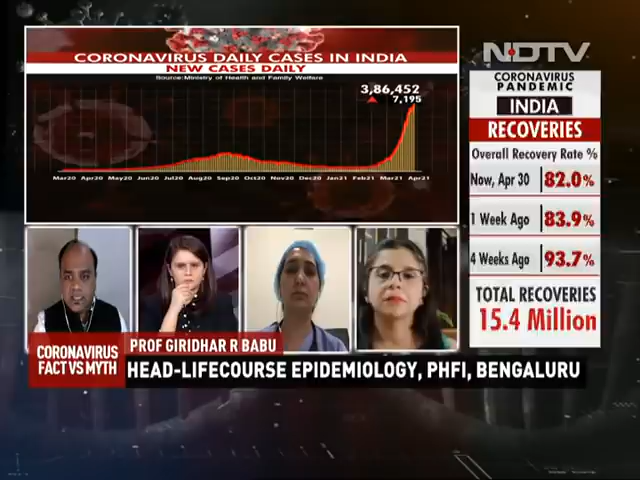 CORONAVIRUS DAILY CASES IN INDIA
NEW CASES DAILY
Source:Ministry of Health and Family Welfare
3,86,452
7,195
Mar20 Apr20 May20 Jun20 Jul20 Aug20 Sep20 Oct20 Nov20 Dec20 Jan21 Feb21 Mar21 Apr21
NDTV
CORONAVIRUS
PANDEMIC
INDIA
RECOVERIES
Overall Recovery Rate %
Now, Apr 30 82.0%
1 Week Ago 83.9%
4 Weeks Ago 93.7%
TOTAL RECOVERIES
15.4 Million
CORONAVIRUS
FACT VS MYTH
PROF GIRIDHAR R BABU
HEAD-LIFECOURSE EPIDEMIOLOGY, PHFI, BENGALURU